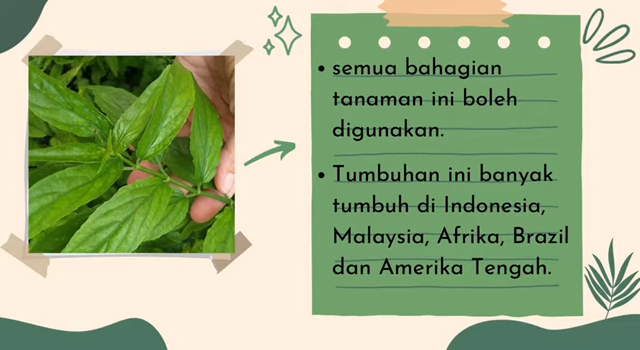 • semua bahagian
tanaman ini boleh
digunakan.
• Tumbuhan ini banyak
tumbuh di Indonesia,
Malaysia, Afrika, Brazil
dan Amerika Tengah.